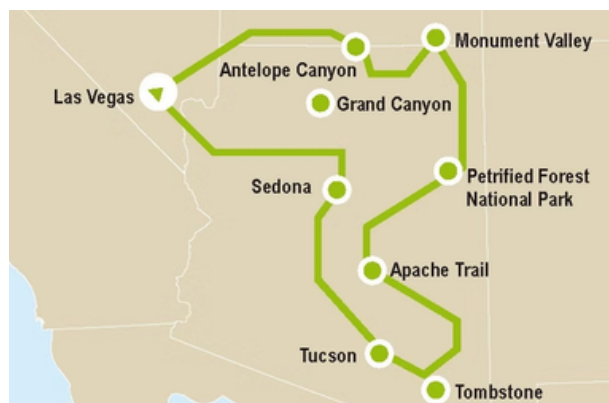 Monument Valley
Antelope Canyon
Las Vegas
Grand Canyon
Sedona
Petrified Forest
National Park
Apache Trail
Tucson
Tombstone